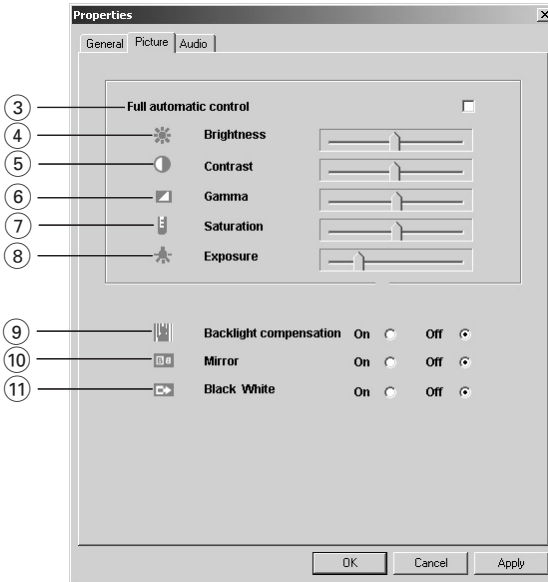 Properties
General Picture Audio
3 Full automatic control
4 Brightness
5 Contrast
6 Gamma
7 Saturation
8 Exposure
9 Backlight compensation On Off
10 Mirror On Off
11 Black White On Off
OK Cancel Apply